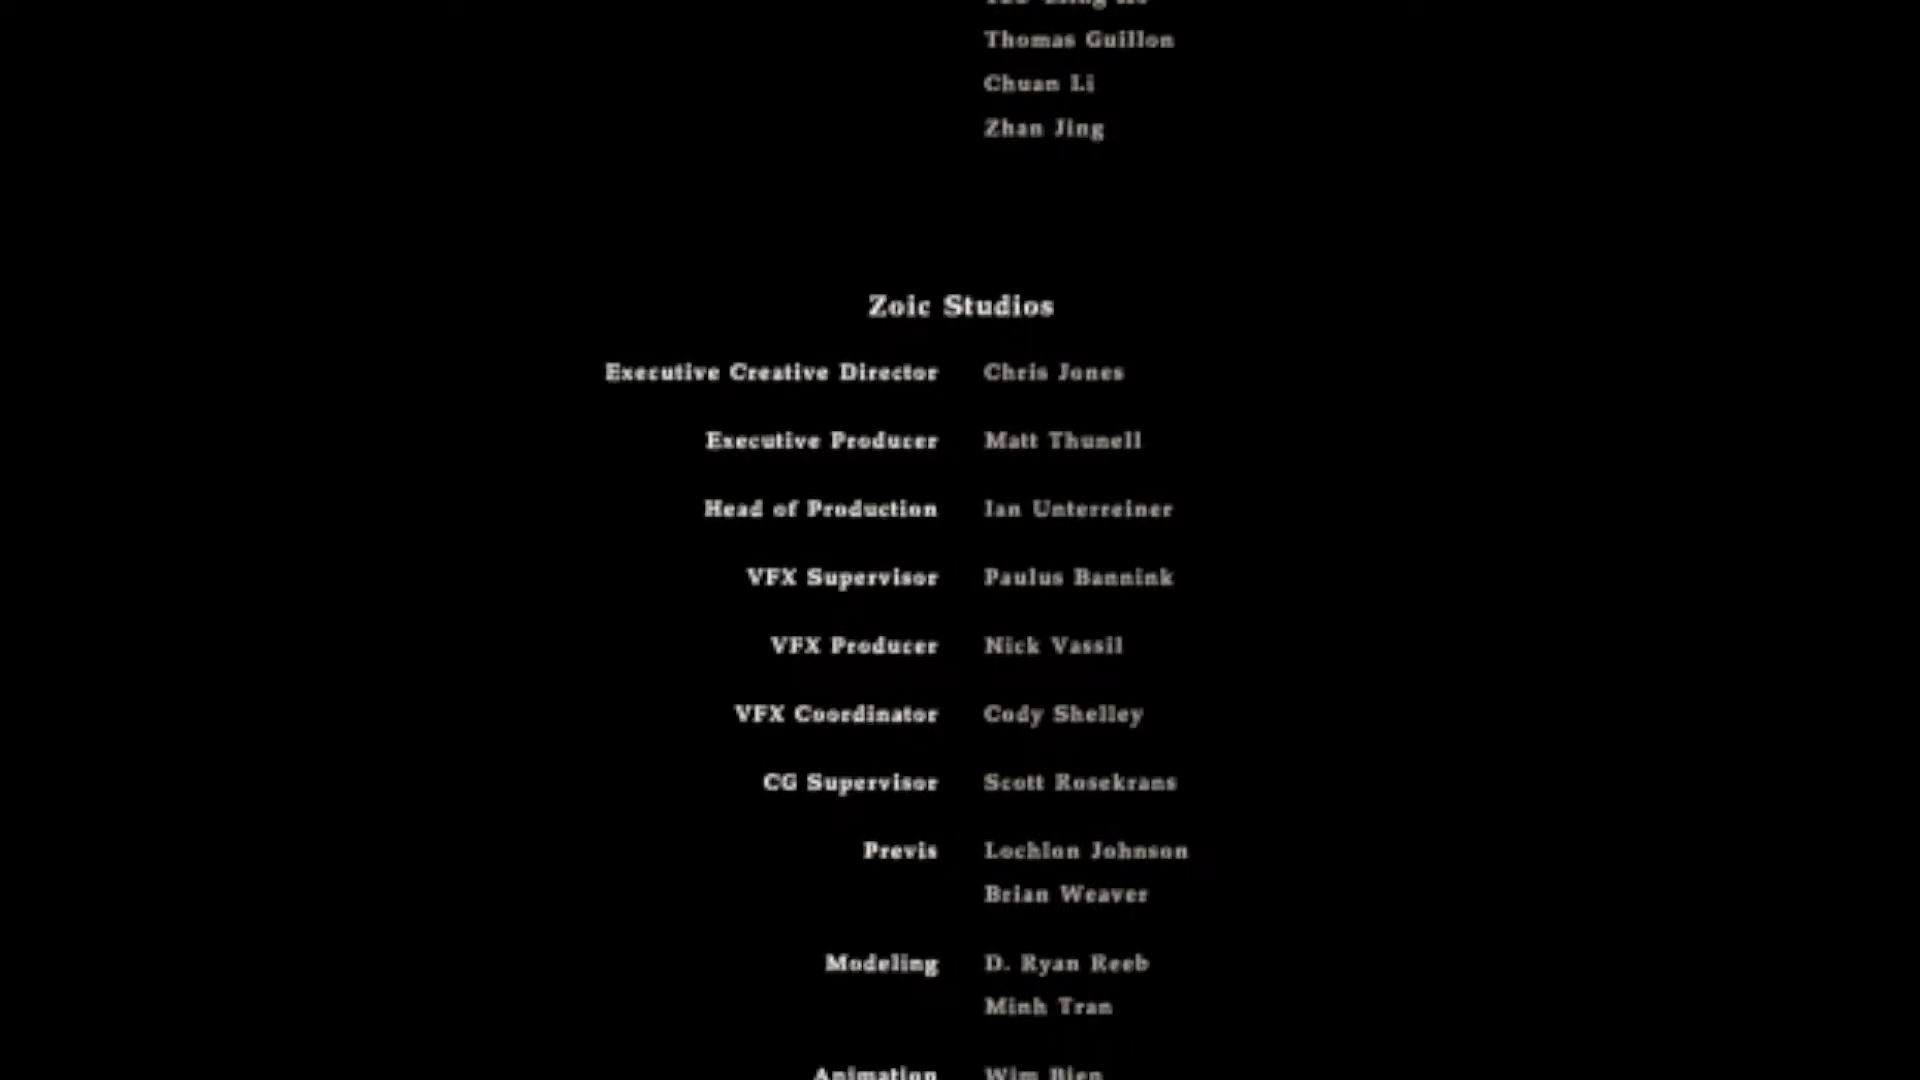 Thomas Guillon
Chuan Li
Zhan Jing
Zoic Studios
Executive Creative Director Chris Jones
Executive Producer Matt Thunell
Head of Production Ian Unterreiner
VFX Supervisor Paulus Bannink
VFX Producer Nick Vassil
VFX Coordinator Cody Shelley
CG Supervisor Scott Rosekrans
Previs Lochlon Johnson
Brian Weaver
Modeling D. Ryan Reeb
Minh Tran
Animation Wim Bien